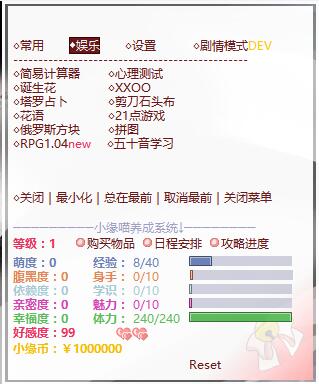 ◇常用 ◆娱乐 ◇设置 ◇剧情模式DEV
◇简易计算器 ◇心理测试
◇诞生花 ◇XXOO
◇塔罗占卜 ◇剪刀石头布
◇花语 ◇21点游戏
◇俄罗斯方块 ◇拼图
◇RPG1.04new ◇五十音学习
◇关闭 | 最小化 | 总在最前 | 取消最前 | 关闭菜单
────────小缘喵养成系统↓────────
等级：1 购买物品 日程安排 攻略进度
萌度：0 经验： 8/40
腹黑度：0 身手： 0/10
依赖度：0 学识： 0/10
亲密度：0 魅力： 0/10
幸福度：0 体力： 240/240
好感度：99
小缘币：￥1000000
Reset